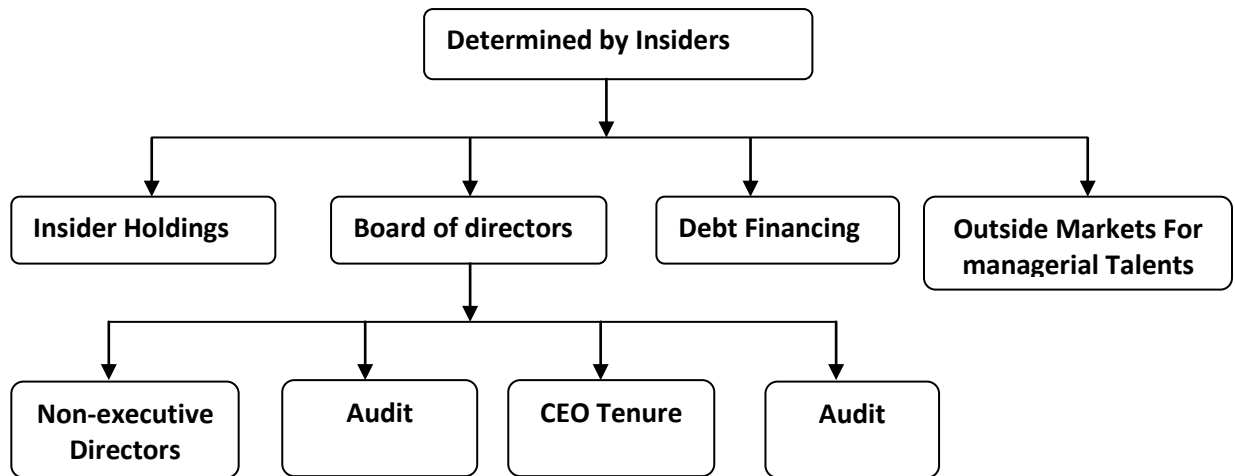 Determined by Insiders
Insider Holdings
Board of directors
Debt Financing
Outside Markets For
managerial Talents
Non-executive
Directors
Audit
CEO Tenure
Audit